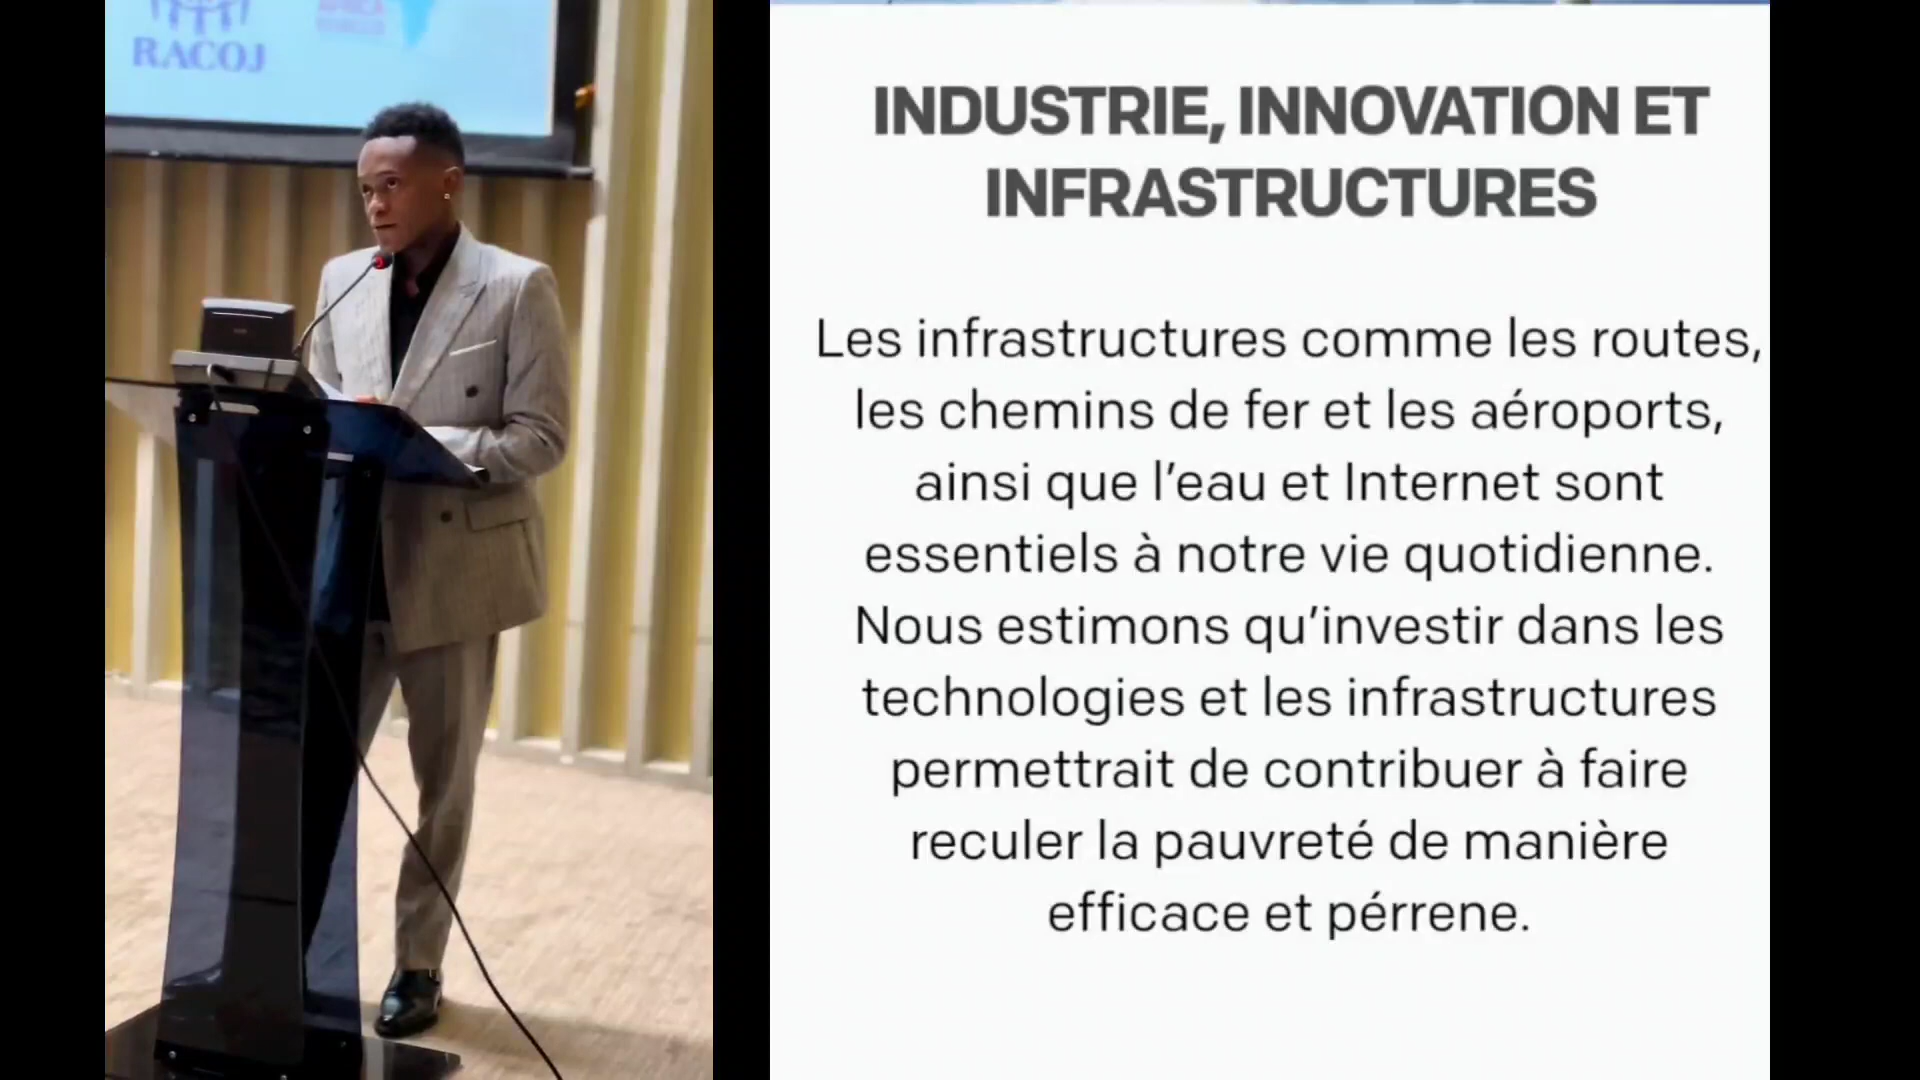 RACOJ
AFRICA
INDUSTRIE, INNOVATION ET
INFRASTRUCTURES
Les infrastructures comme les routes,
les chemins de fer et les aéroports,
ainsi que l’eau et Internet sont
essentiels à notre vie quotidienne.
Nous estimons qu’investir dans les
technologies et les infrastructures
permettrait de contribuer à faire
reculer la pauvreté de manière
efficace et pérrene.